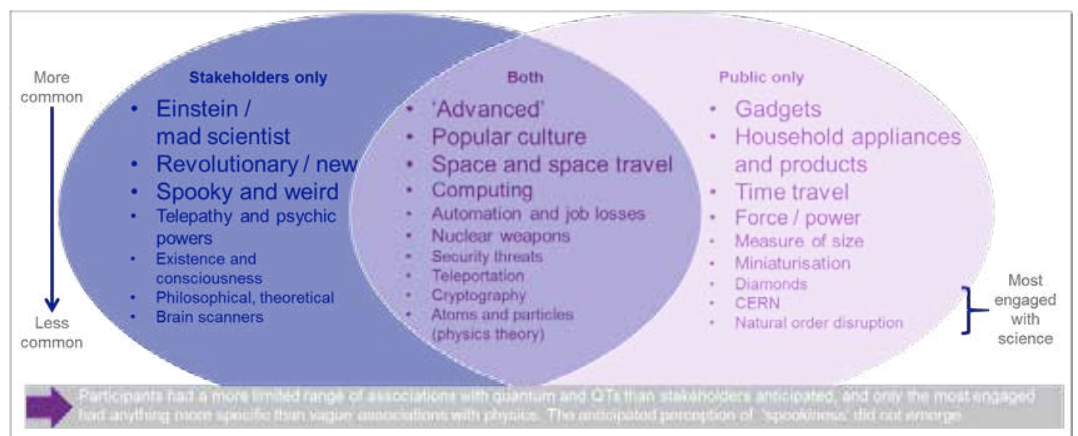 More
common
Less
common
Stakeholders only
• Einstein /
mad scientist
• Revolutionary / new
• Spooky and weird
• Telepathy and psychic
powers
• Existence and
consciousness
• Philosophical, theoretical
• Brain scanners
Both
• 'Advanced'
• Popular culture
• Space and space travel
• Computing
• Automation and job losses
• Nuclear weapons
• Security threats
• Teleportation
• Cryptography
• Atoms and particles
(physics theory)
Public only
• Gadgets
• Household appliances
and products
• Time travel
• Force / power
• Measure of size
• Miniaturisation
• Diamonds
• CERN
• Natural order disruption
Most
engaged
with
science
Participants had a more limited range of associations with quantum and QTs than stakeholders anticipated, and only the most engaged
had anything more specific than vague associations with physics. The anticipated perception of 'spookiness' did not emerge.